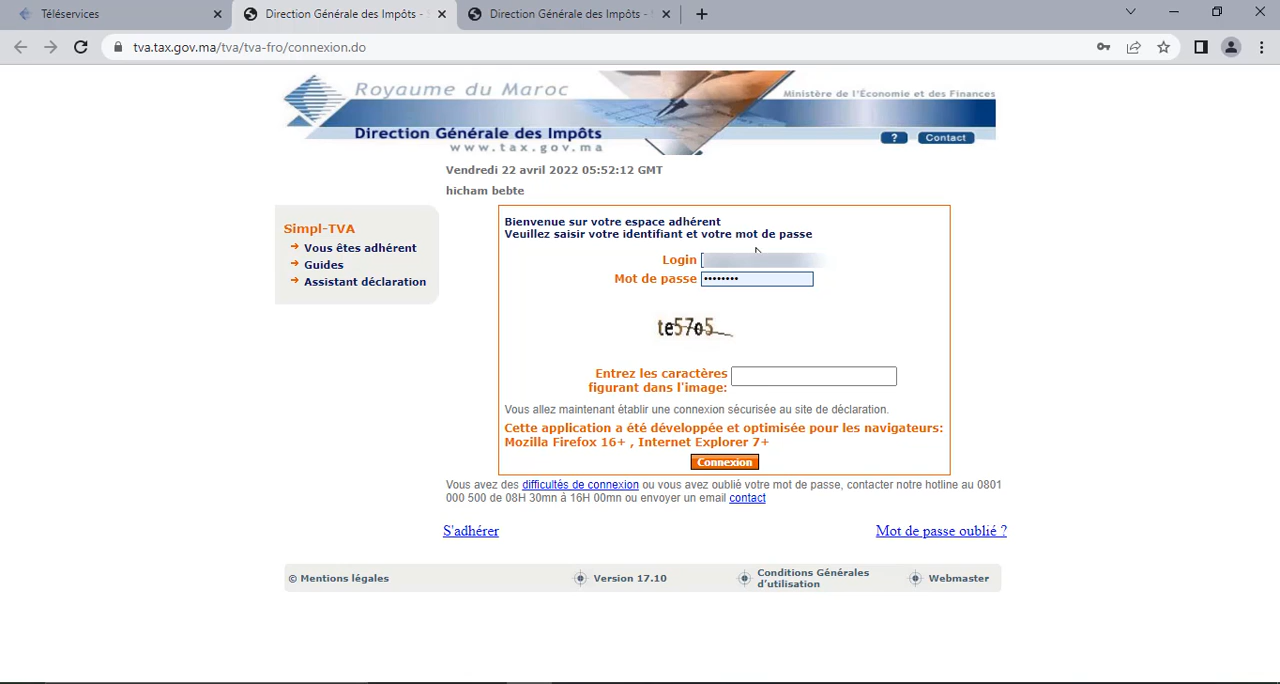 Téléservices
Direction Générale des Impôts -
Direction Générale des Impôts -
tva.tax.gov.ma/tva/tva-fro/connexion.do
Royaume du Maroc
Ministère de l'Économie et des Finances
Direction Générale des Impôts
www.tax.gov.ma
?
Contact
Vendredi 22 avril 2022 05:52:12 GMT
hicham bebte
Simpl-TVA
Vous êtes adhérent
Guides
Assistant déclaration
Bienvenue sur votre espace adhérent
Veuillez saisir votre identifiant et votre mot de passe
Login
Mot de passe ••••••••
te57o5
Entrez les caractères
figurant dans l'image:
Vous allez maintenant établir une connexion sécurisée au site de déclaration.
Cette application a été développée et optimisée pour les navigateurs:
Mozilla Firefox 16+ , Internet Explorer 7+
Connexion
Vous avez des difficultés de connexion ou vous avez oublié votre mot de passe, contacter notre hotline au 0801
000 500 de 08H 30mn à 16H 00mn ou envoyer un email contact
S'adhérer
Mot de passe oublié ?
© Mentions légales
Version 17.10
Conditions Générales
d'utilisation
Webmaster